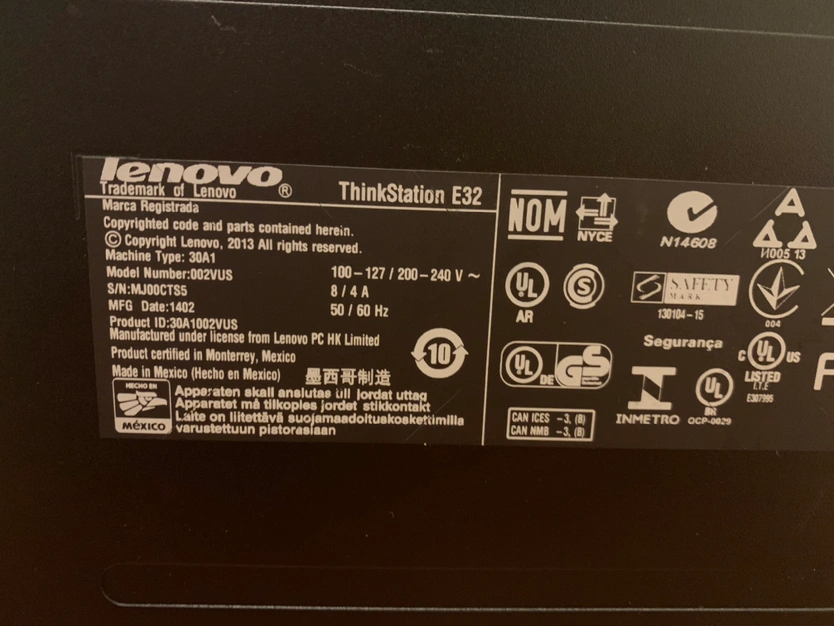 lenovo ®
Trademark of Lenovo
ThinkStation E32
Marca Registrada
Copyrighted code and parts contained herein.
© Copyright Lenovo, 2013 All rights reserved.
Machine Type: 30A1
Model Number:002VUS
100-127 / 200-240 V ~
S/N:MJ00CTS5
8 / 4 A
MFG Date:1402
50 / 60 Hz
Product ID:30A1002VUS
Manufactured under license from Lenovo PC HK Limited
Product certified in Monterrey, Mexico
Made in Mexico (Hecho en Mexico)
墨西哥制造
10
HECHO EN
MÉXICO
Apparaten skall anslutas till jordat uttag
Apparatet må tilkoples jordet stikkontakt
Laite on liitettävä suojamaadoituskoskettimilla
varustettuun pistorasiaan
NOM
NYCE
N14608
A
И005 13
UL
AR
S
SAFETY
MARK
130104-15
004
Segurança
UL
DE
GS
INMETRO
UL
BR
OCP-0029
C UL US
LISTED
I.T.E
E307995
CAN ICES -3, (B)
CAN NMB -3, (B)
F